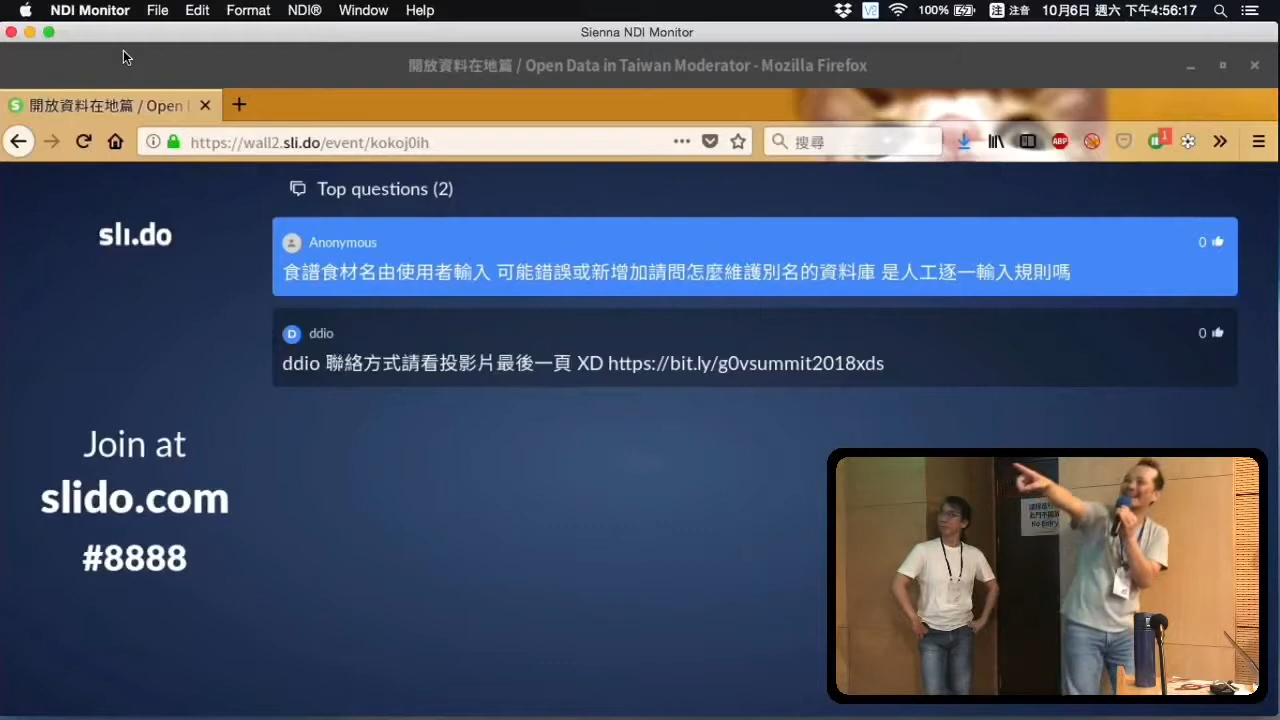 NDI Monitor File Edit Format NDI® Window Help 100% 注 注音 10月6日 週六 下午4:56:17
Sienna NDI Monitor
開放資料在地篇 / Open Data in Taiwan Moderator - Mozilla Firefox
開放資料在地篇 / Open
https://wall2.sli.do/event/kokoj0ih 搜尋 ABP 1
Top questions (2)
sli.do
Anonymous 0
食譜食材名由使用者輸入 可能錯誤或新增加請問怎麼維護別名的資料庫 是人工逐一輸入規則嗎
D ddio 0
ddio 聯絡方式請看投影片最後一頁 XD https://bit.ly/g0vsummit2018xds
Join at
slido.com
#8888
No Entry